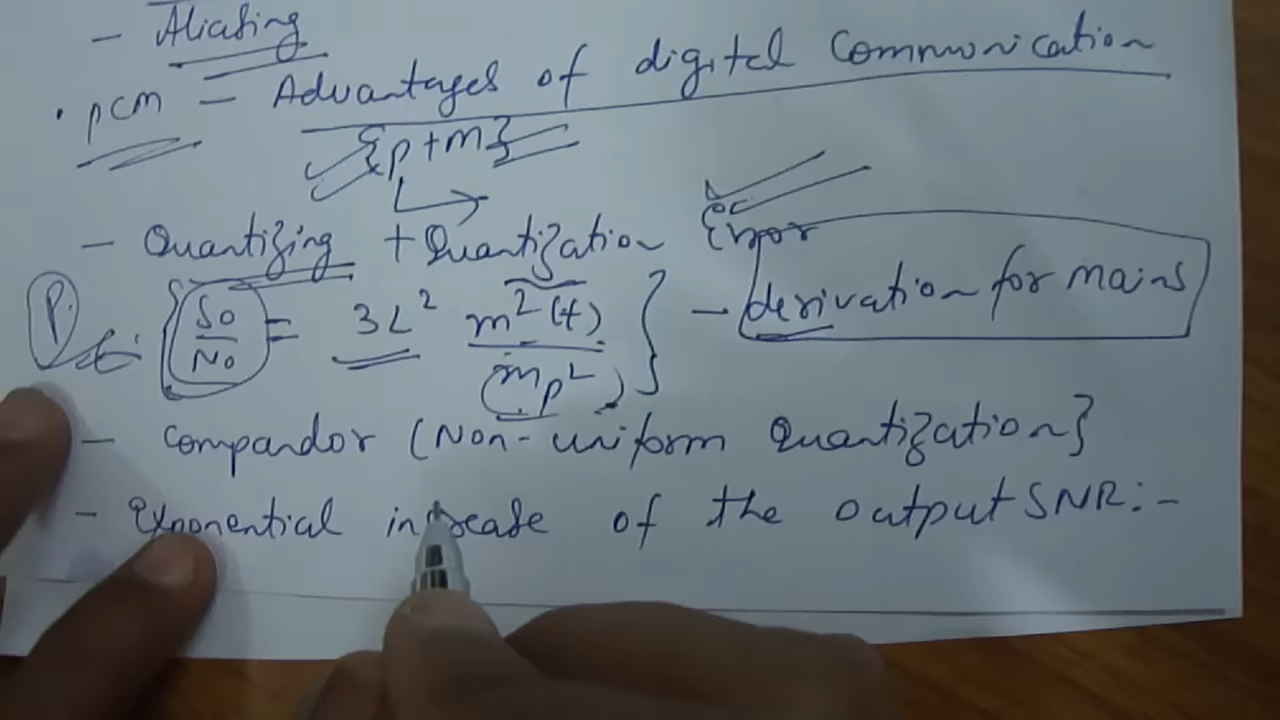 - Aliasing
. pcm - Advantages of digital Communication
{p+m}
- Quantizing + Quantization Error
P. {So/No = 3L² m²(t)/(mp²)} - derivation for mains
- Compandor (Non-uniform Quantization}
- Exponential increase of the output SNR:-